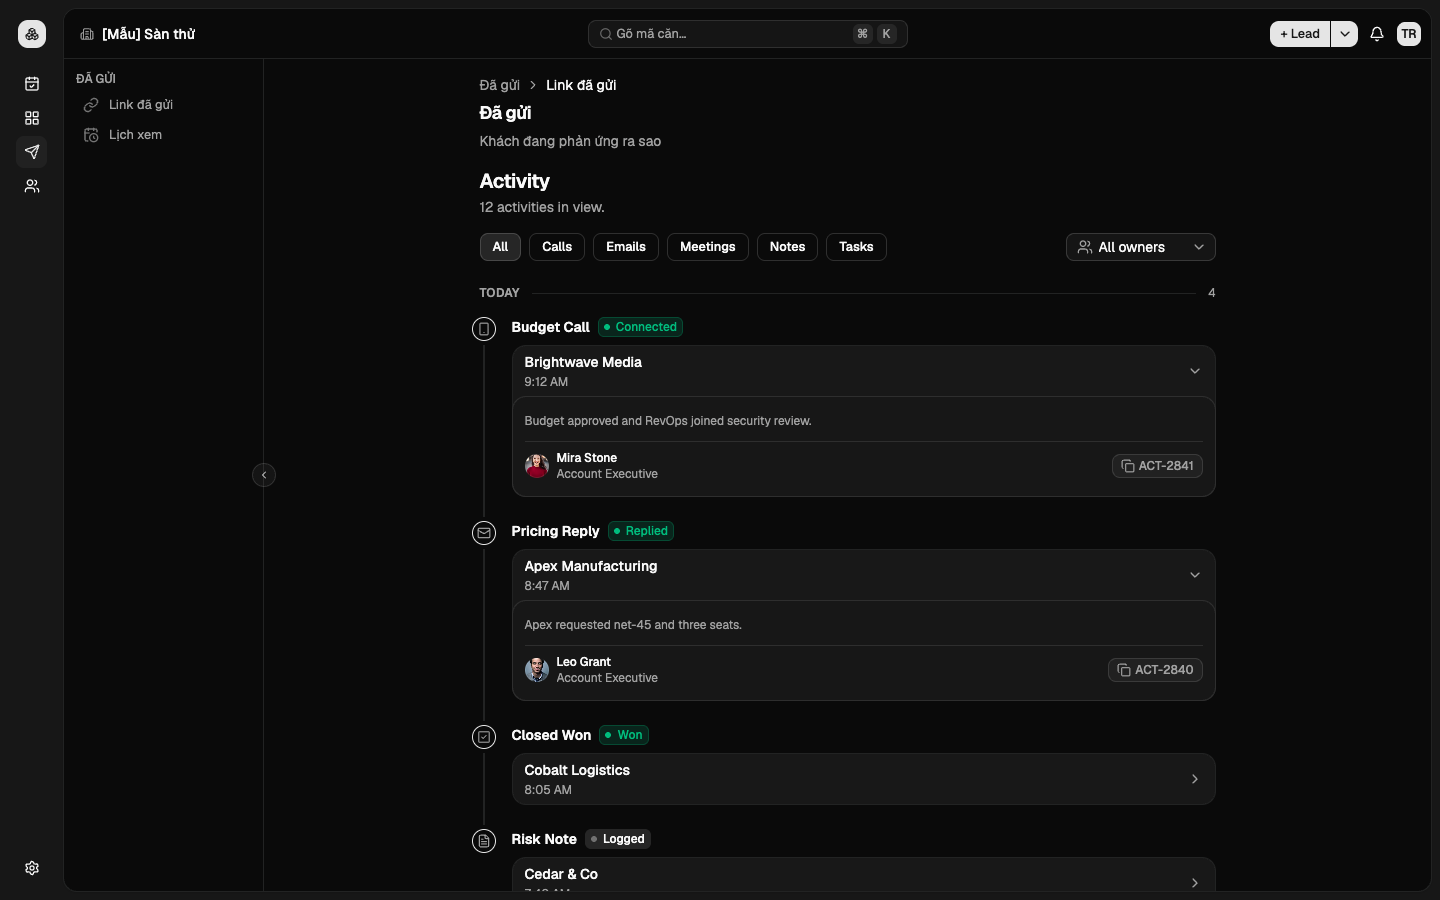 [Mẫu] Sàn thử
Gõ mã căn...
⌘ K
+ Lead
TR
ĐÃ GỬI
Link đã gửi
Lịch xem
Đã gửi > Link đã gửi
Đã gửi
Khách đang phản ứng ra sao
Activity
12 activities in view.
All Calls Emails Meetings Notes Tasks
All owners
TODAY 4
Budget Call Connected
Brightwave Media
9:12 AM
Budget approved and RevOps joined security review.
Mira Stone
Account Executive
ACT-2841
Pricing Reply Replied
Apex Manufacturing
8:47 AM
Apex requested net-45 and three seats.
Leo Grant
Account Executive
ACT-2840
Closed Won Won
Cobalt Logistics
8:05 AM
Risk Note Logged
Cedar & Co